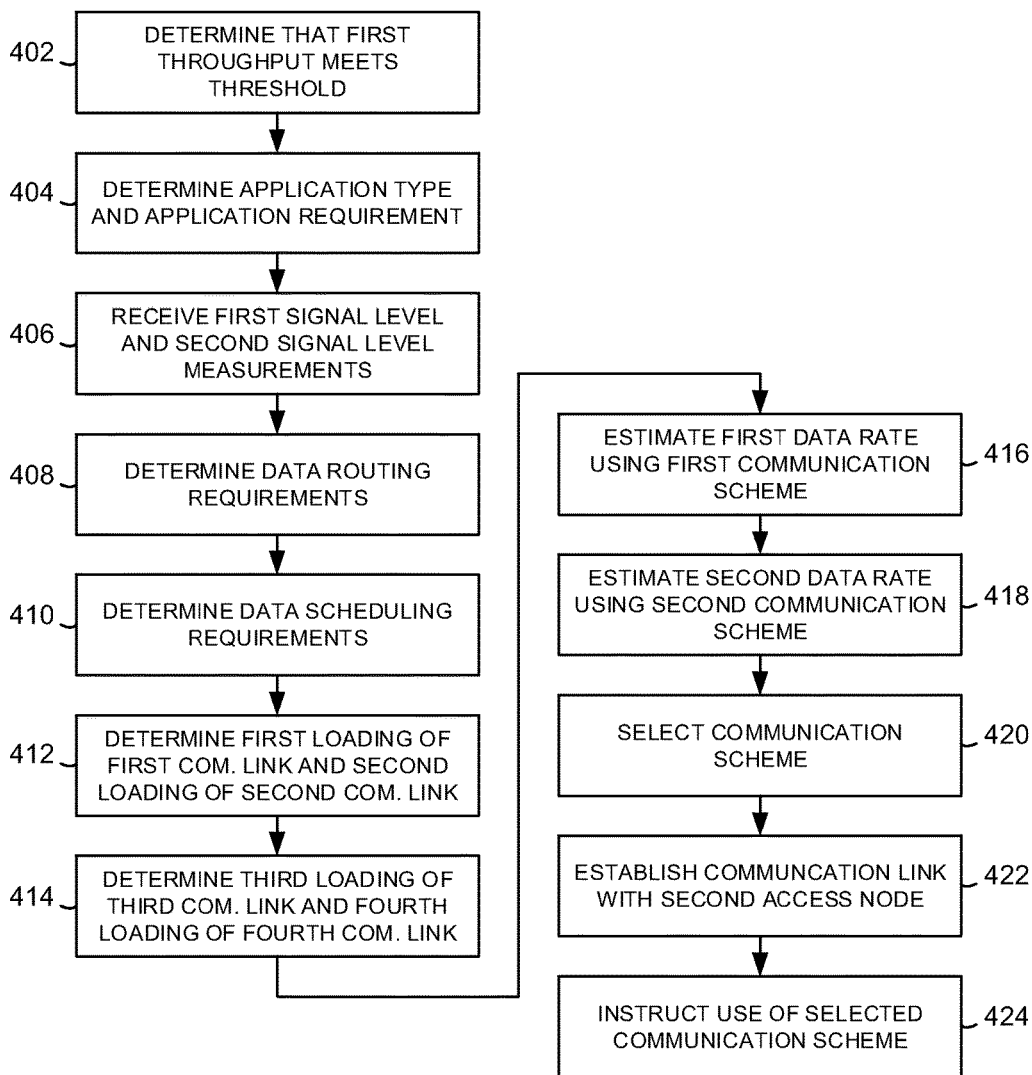 402
DETERMINE THAT FIRST
THROUGHPUT MEETS
THRESHOLD
404
DETERMINE APPLICATION TYPE
AND APPLICATION REQUIREMENT
406
RECEIVE FIRST SIGNAL LEVEL
AND SECOND SIGNAL LEVEL
MEASUREMENTS
408
DETERMINE DATA ROUTING
REQUIREMENTS
410
DETERMINE DATA SCHEDULING
REQUIREMENTS
412
DETERMINE FIRST LOADING OF
FIRST COM. LINK AND SECOND
LOADING OF SECOND COM. LINK
414
DETERMINE THIRD LOADING OF
THIRD COM. LINK AND FOURTH
LOADING OF FOURTH COM. LINK
ESTIMATE FIRST DATA RATE
USING FIRST COMMUNICATION
SCHEME
416
ESTIMATE SECOND DATA RATE
USING SECOND COMMUNICATION
SCHEME
418
SELECT COMMUNICATION
SCHEME
420
ESTABLISH COMMUNCATION LINK
WITH SECOND ACCESS NODE
422
INSTRUCT USE OF SELECTED
COMMUNICATION SCHEME
424